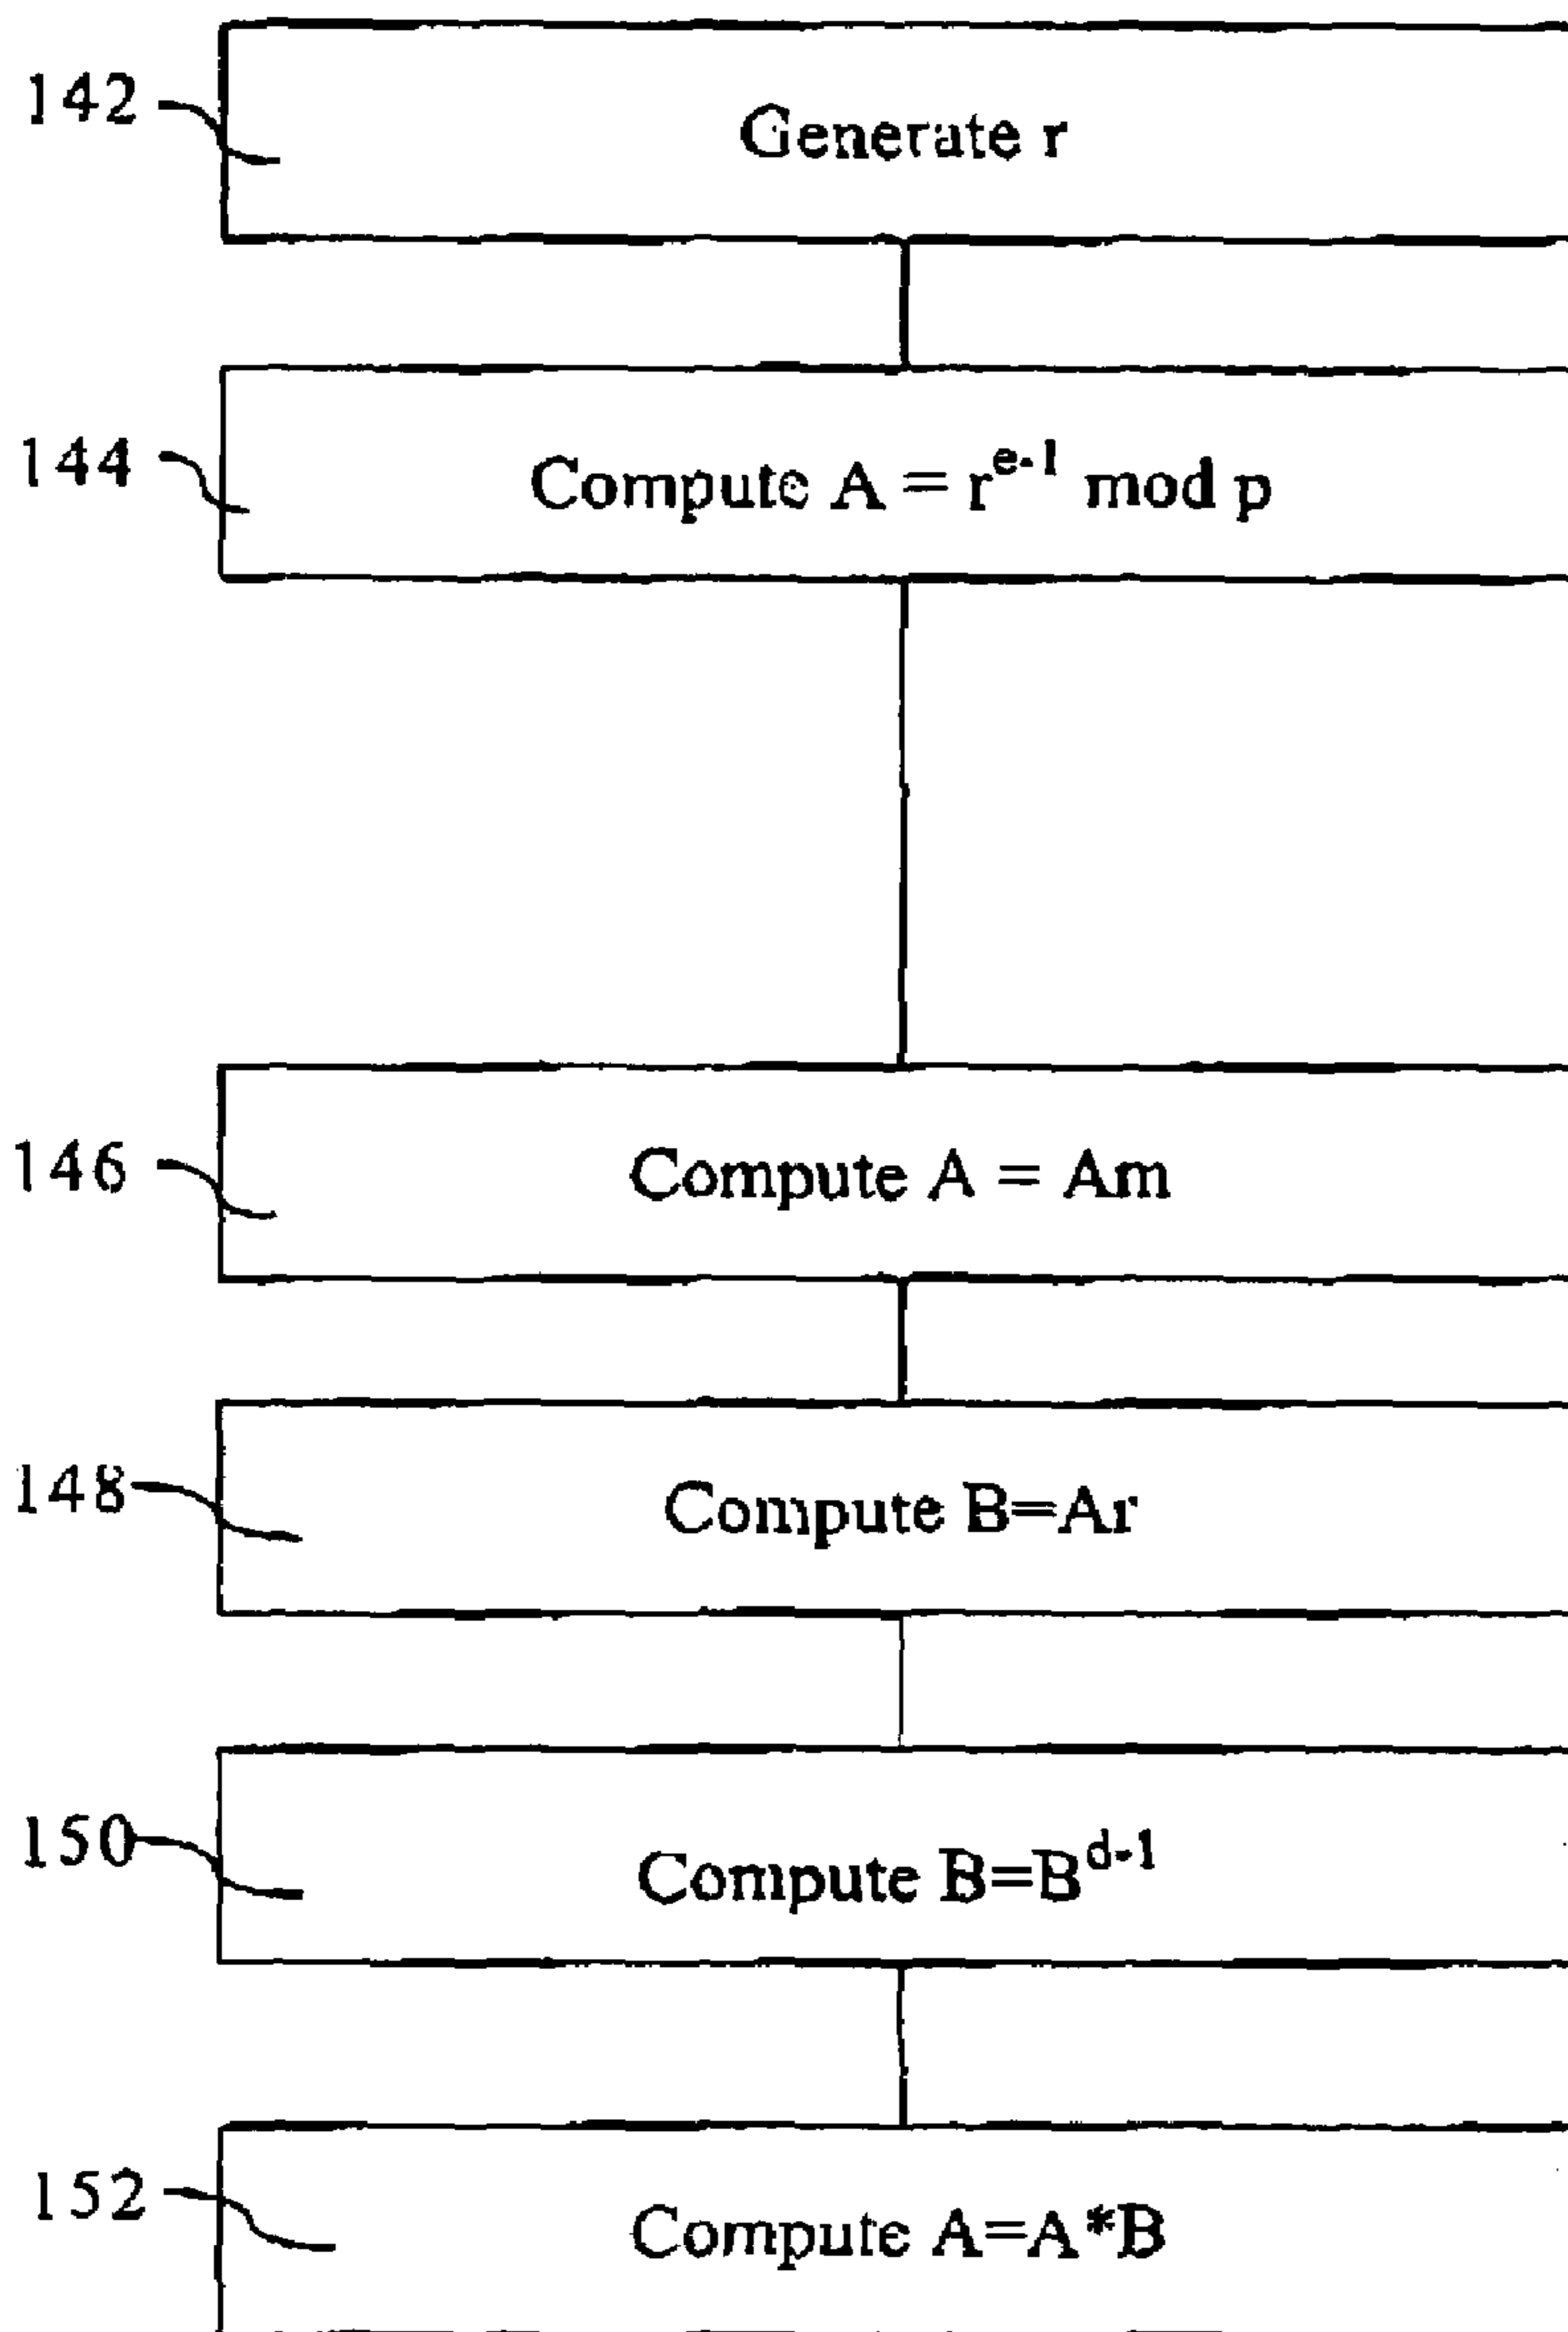 142 Generate r
144 Compute A = r^e-1 mod p
146 Compute A = Am
148 Compute B=Ar
150 Compute B=B^d-1
152 Compute A=A*B